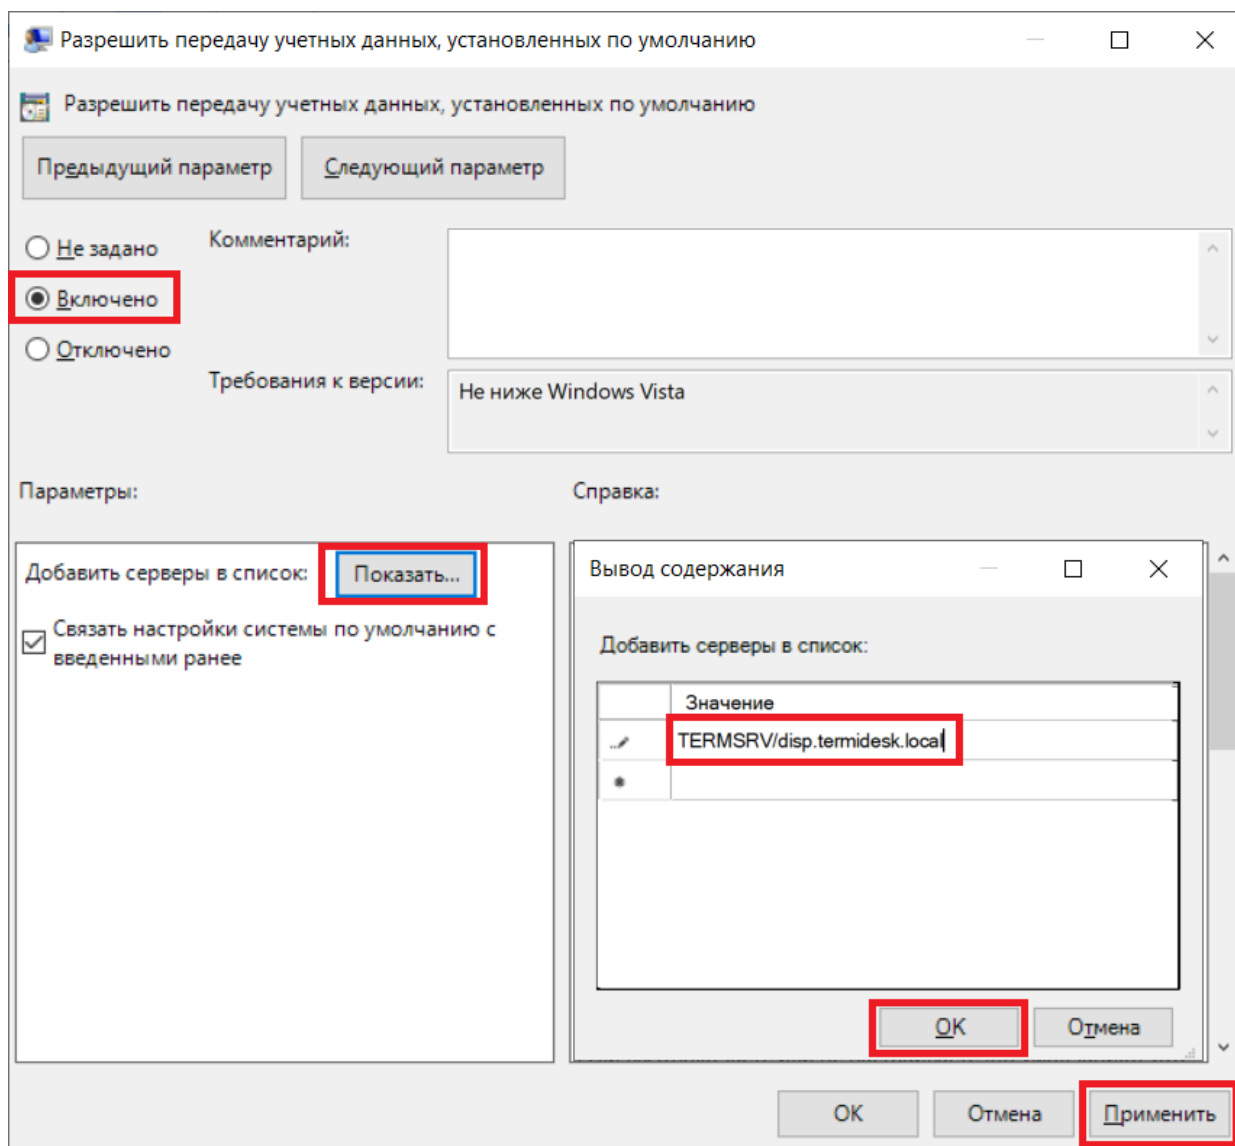 Разрешить передачу учетных данных, установленных по умолчанию
Разрешить передачу учетных данных, установленных по умолчанию
Предыдущий параметр
Следующий параметр
Не задано
Комментарий:
Включено
Отключено
Требования к версии:
Не ниже Windows Vista
Параметры:
Справка:
Добавить серверы в список:
Показать...
Связать настройки системы по умолчанию с
введенными ранее
Вывод содержания
Добавить серверы в список:
Значение
TERMSRV/disp.termidesk.local
OK
Отмена
OK
Отмена
Применить